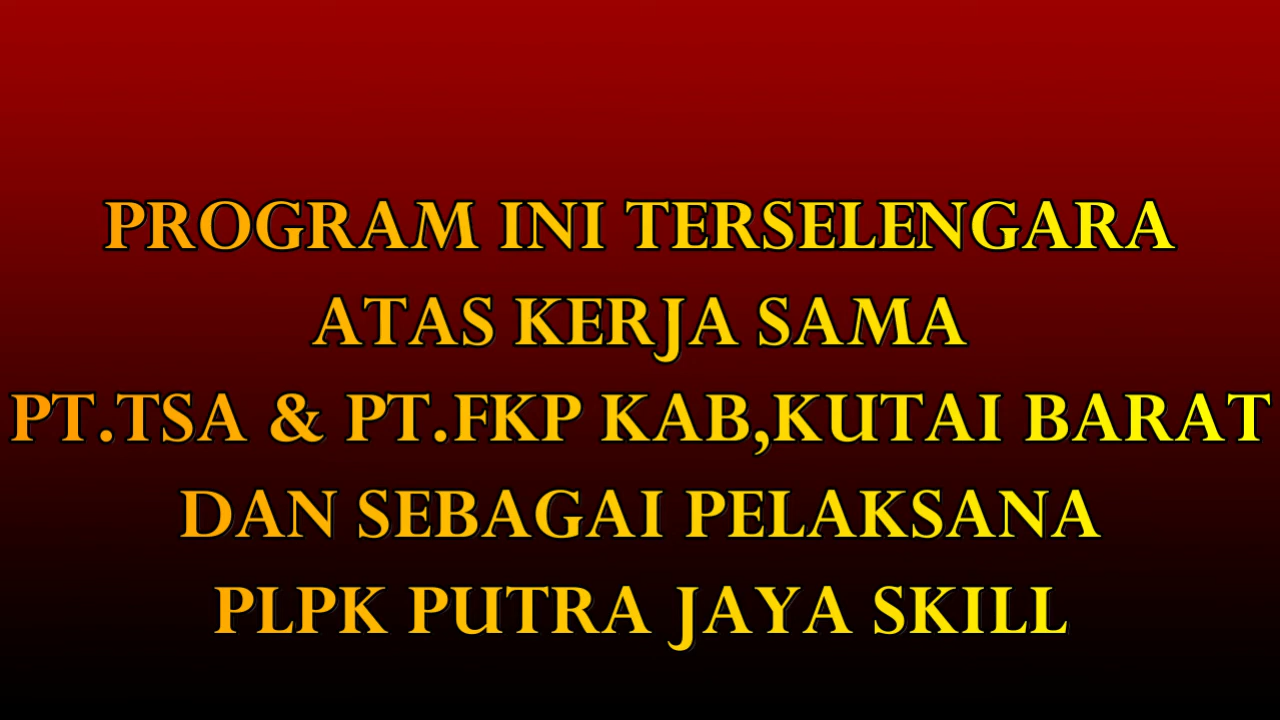 PROGRAM INI TERSELENGARA
ATAS KERJA SAMA
PT.TSA & PT.FKP KAB,KUTAI BARAT
DAN SEBAGAI PELAKSANA
PLPK PUTRA JAYA SKILL